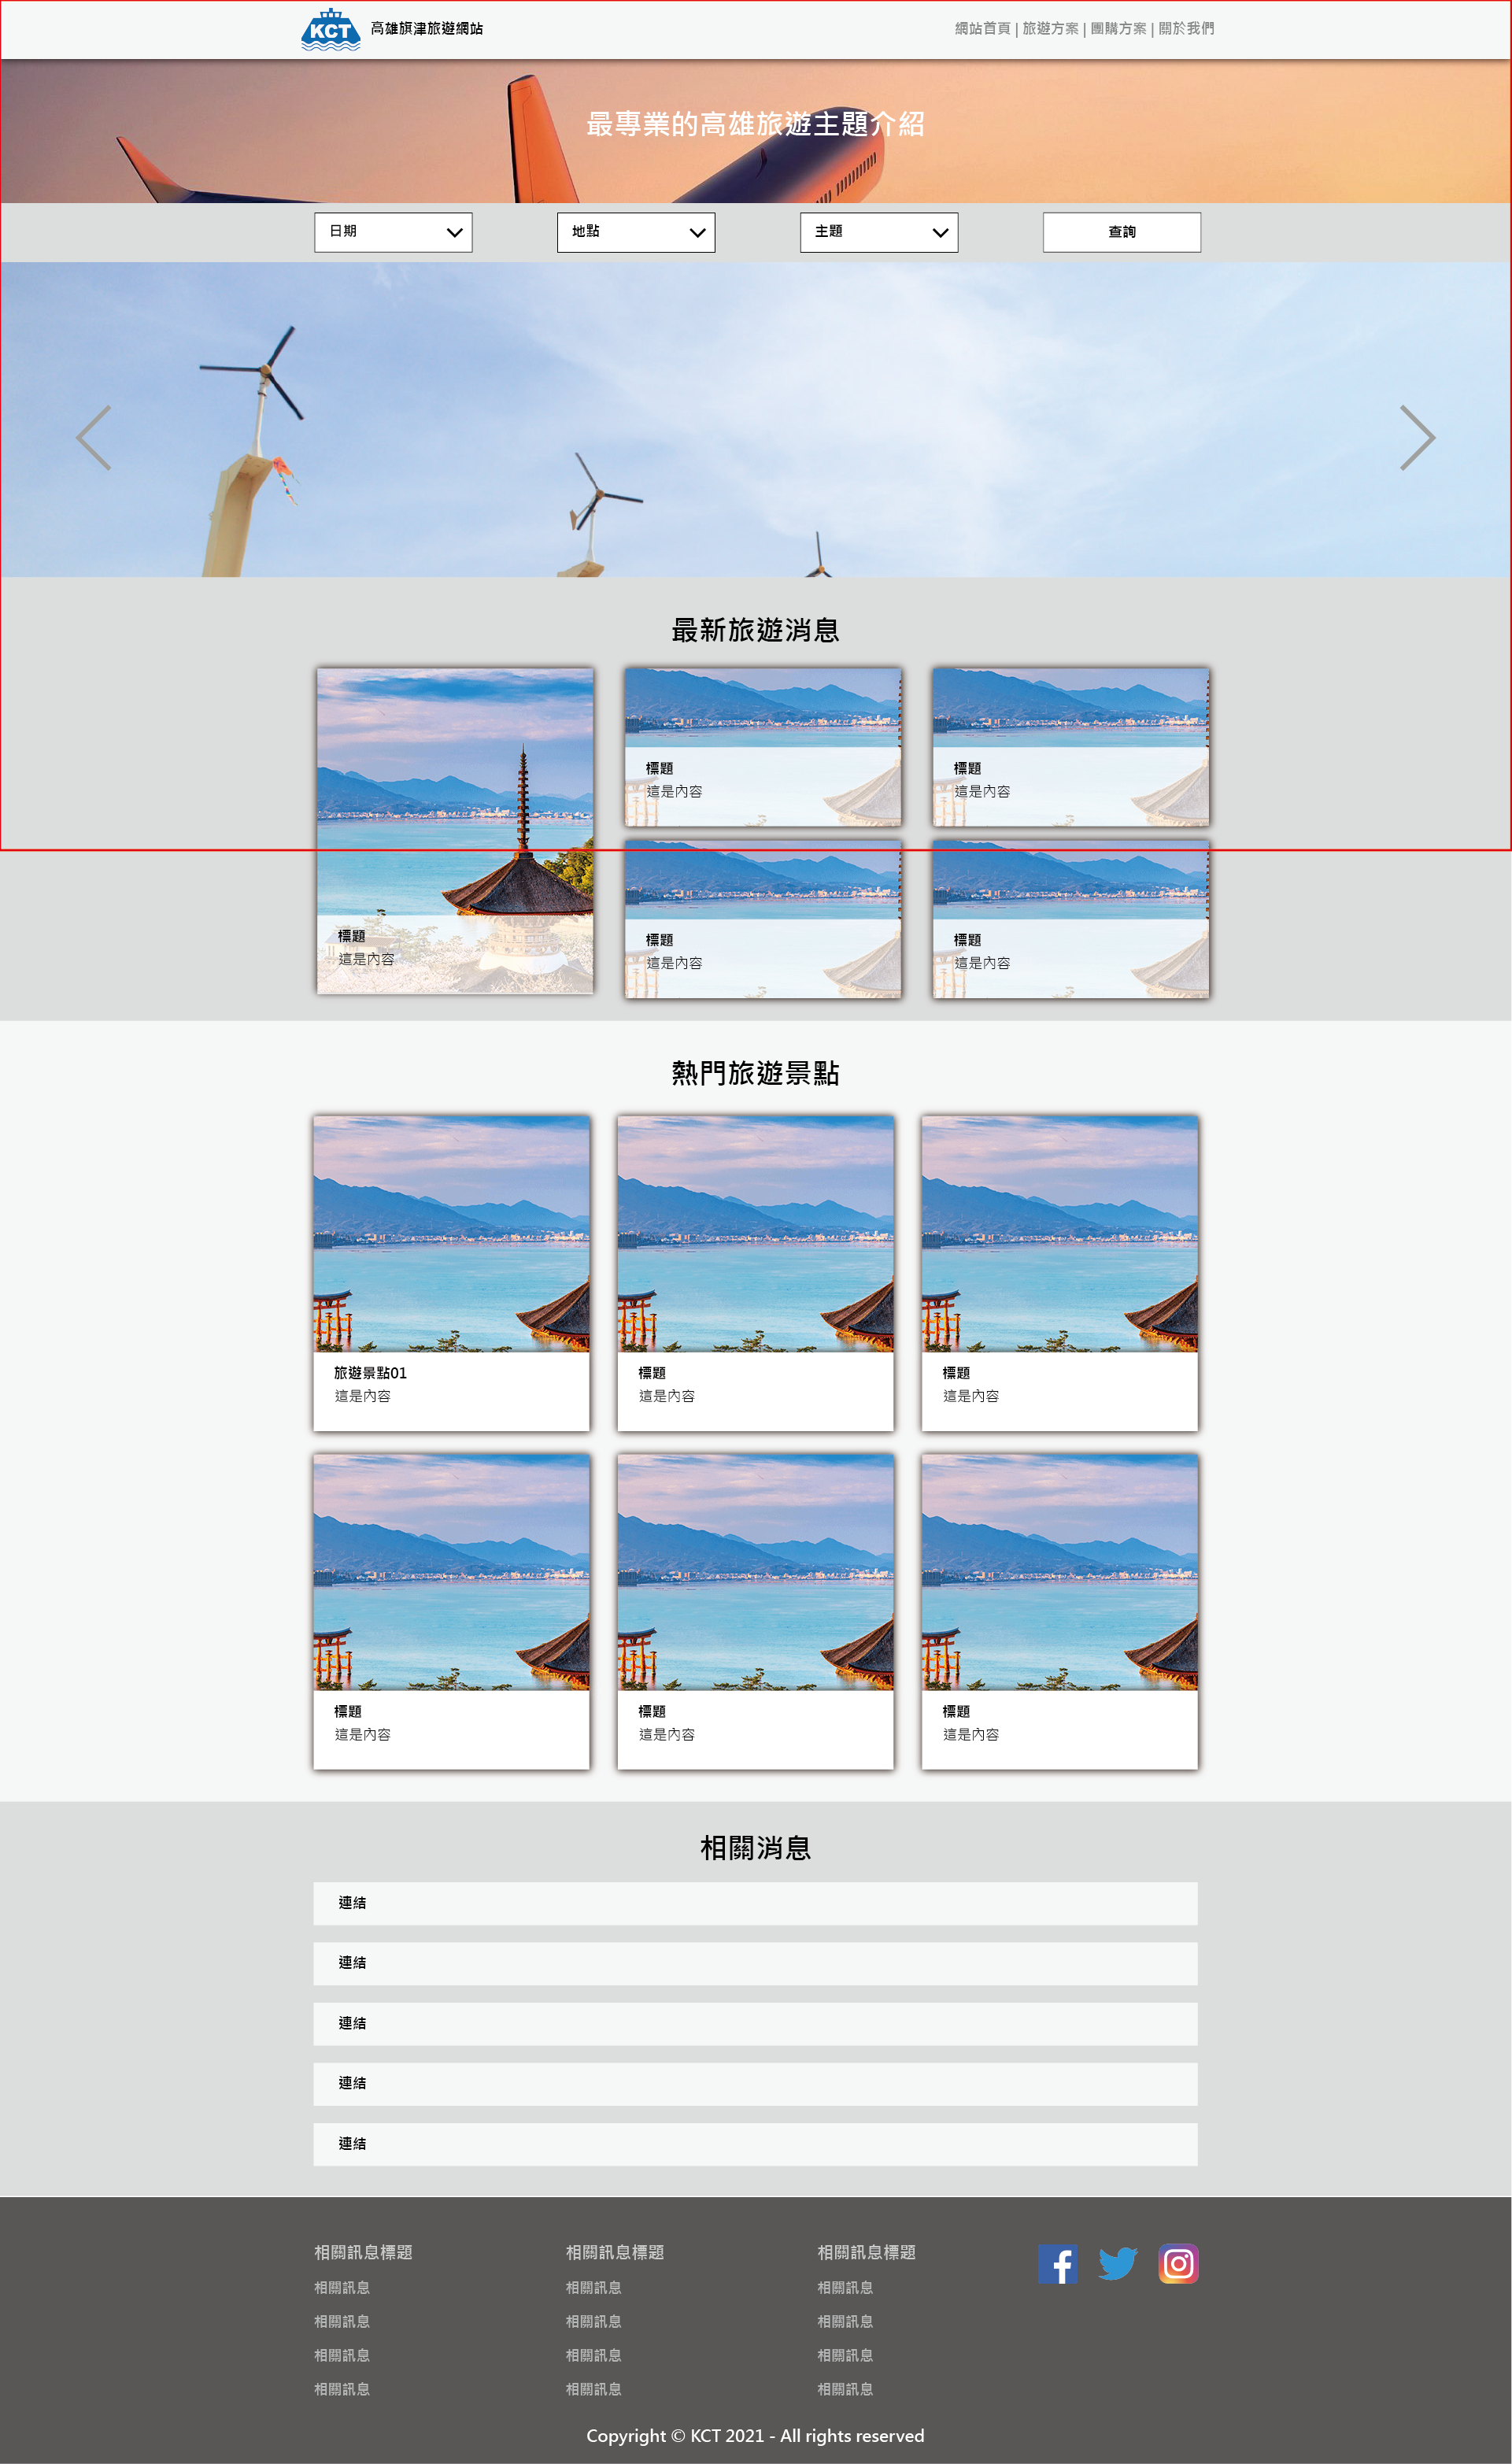 KCT
高雄旗津旅遊網站
網站首頁 | 旅遊方案 | 團購方案 | 關於我們
最專業的高雄旅遊主題介紹
日期
地點
主題
查詢
最新旅遊消息
標題
這是內容
標題
這是內容
標題
這是內容
標題
這是內容
標題
這是內容
熱門旅遊景點
旅遊景點01
這是內容
標題
這是內容
標題
這是內容
標題
這是內容
標題
這是內容
標題
這是內容
相關消息
連結
連結
連結
連結
連結
相關訊息標題
相關訊息
相關訊息
相關訊息
相關訊息
相關訊息標題
相關訊息
相關訊息
相關訊息
相關訊息
相關訊息標題
相關訊息
相關訊息
相關訊息
相關訊息
Copyright © KCT 2021 - All rights reserved